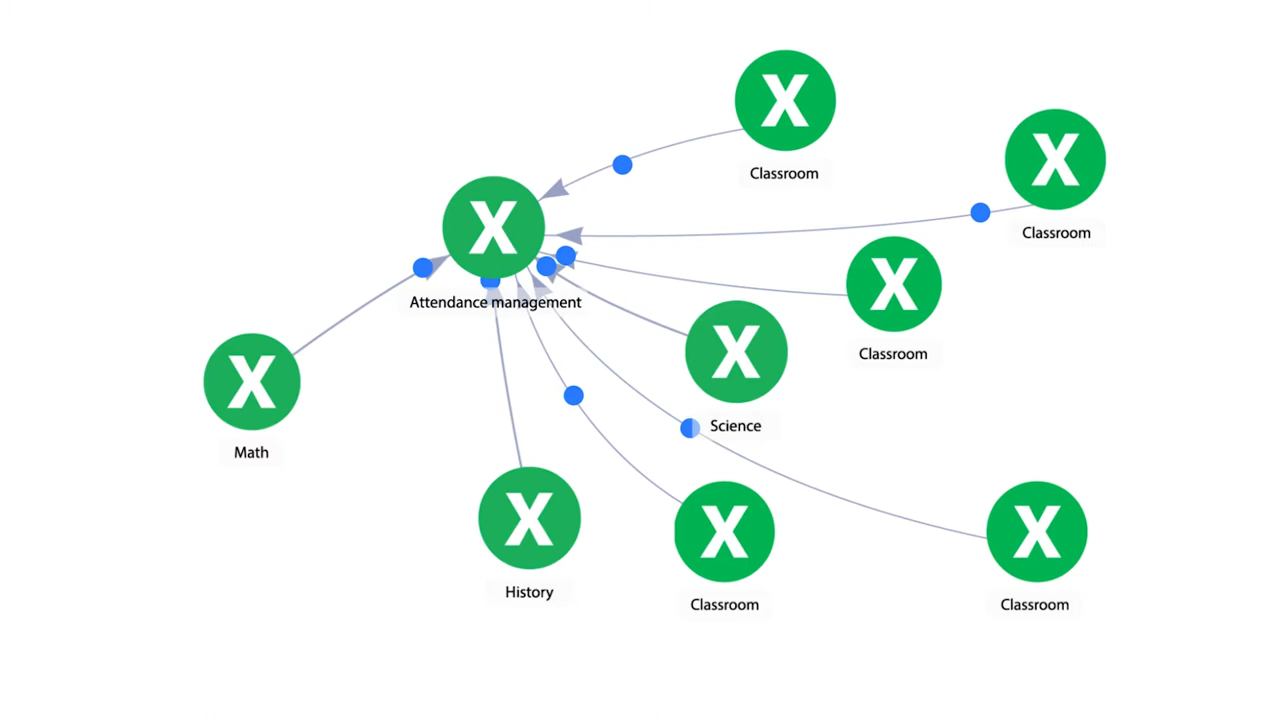 X
Classroom
X
Classroom
X
Attendance management
X
Classroom
X
Science
X
Math
X
History
X
Classroom
X
Classroom